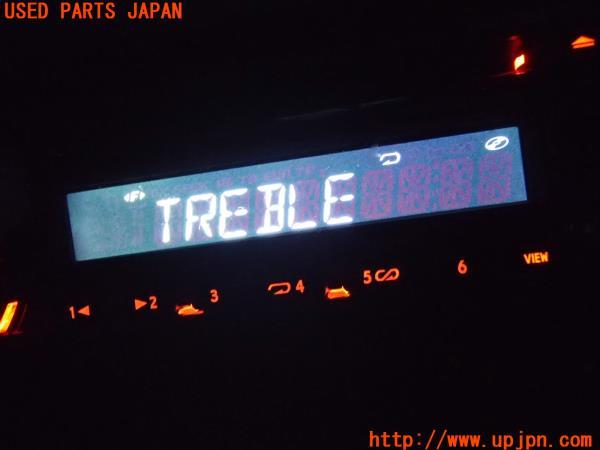 USED PARTS JAPAN
TREBLE
1 2 3 4 5 6 VIEW
http://www.upjpn.com